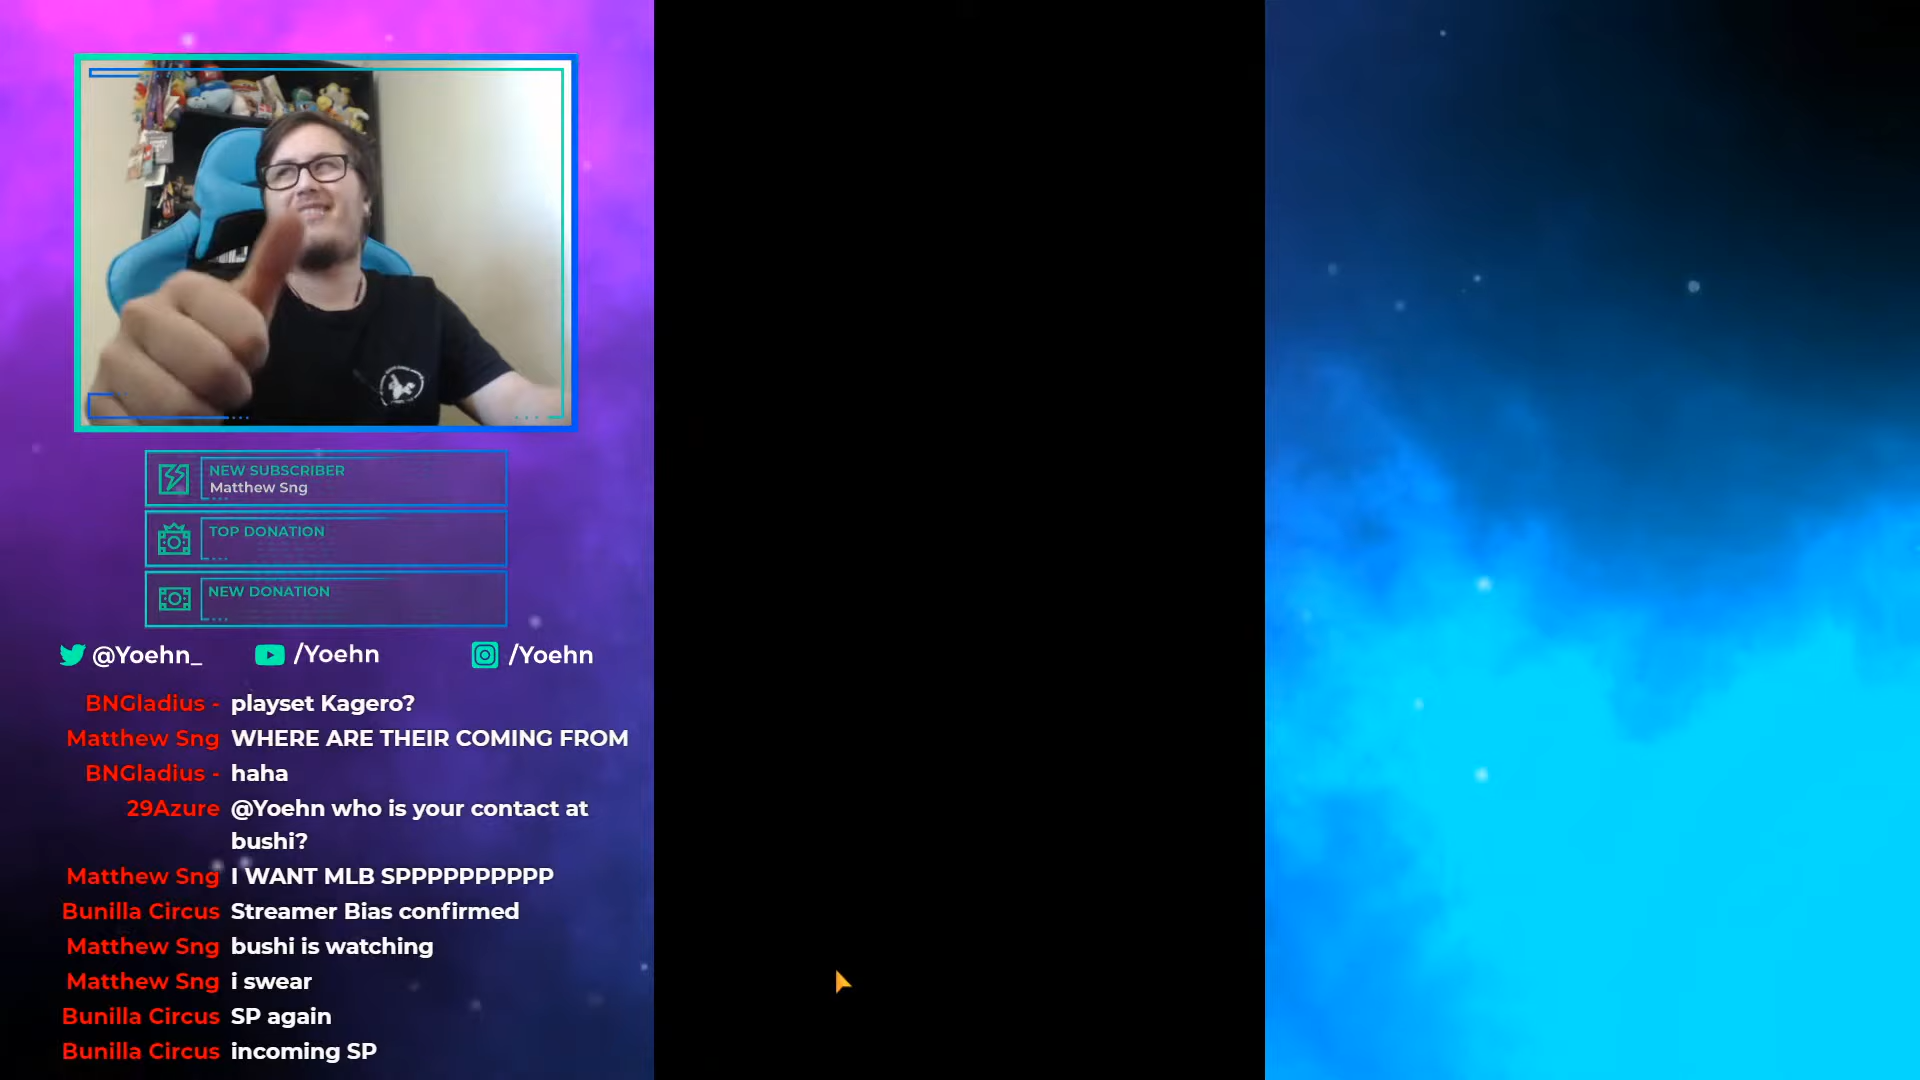 NEW SUBSCRIBER
Matthew Sng
TOP DONATION
NEW DONATION
@Yoehn_ /Yoehn /Yoehn
BNGladius - playset Kagero?
Matthew Sng WHERE ARE THEIR COMING FROM
BNGladius - haha
29Azure @Yoehn who is your contact at
bushi?
Matthew Sng I WANT MLB SPPPPPPPPPP
Bunilla Circus Streamer Bias confirmed
Matthew Sng bushi is watching
Matthew Sng i swear
Bunilla Circus SP again
Bunilla Circus incoming SP